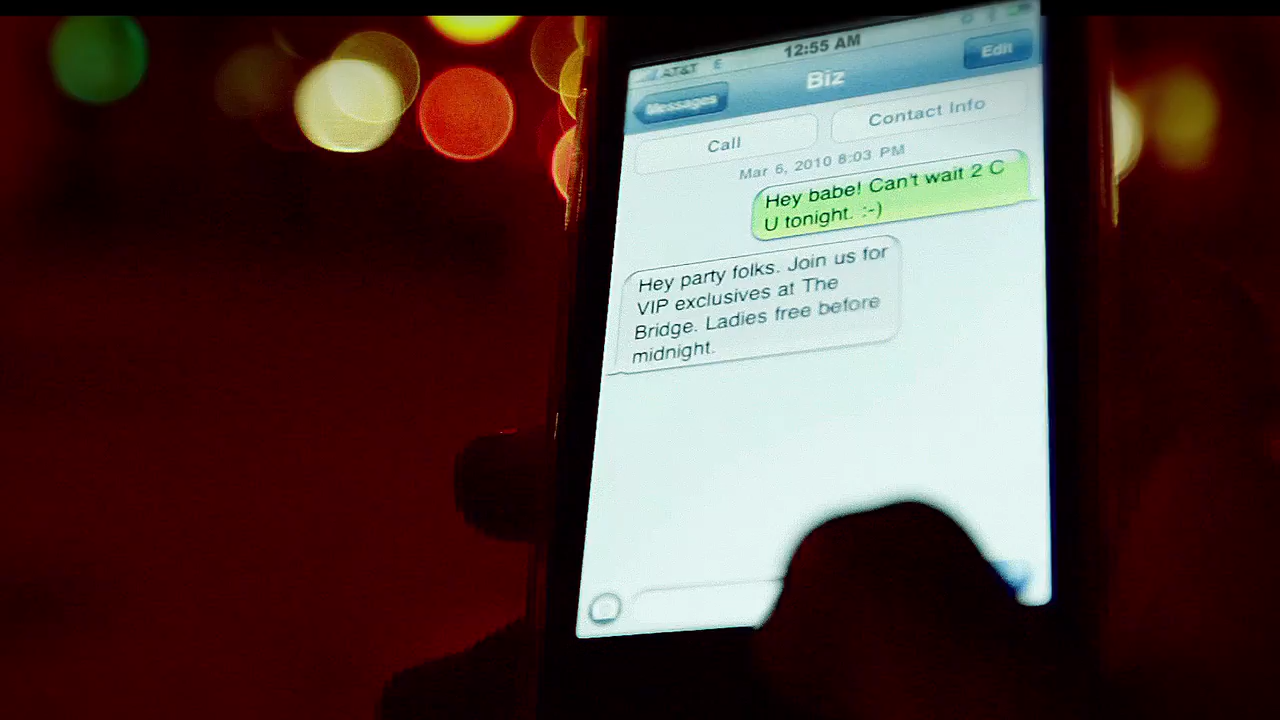 12:55 AM
AT&T E
Biz
Edit
Messages
Call
Contact Info
Mar 6, 2010 8:03 PM
Hey babe! Can't wait 2 C
U tonight. :-)
Hey party folks. Join us for
VIP exclusives at The
Bridge. Ladies free before
midnight.